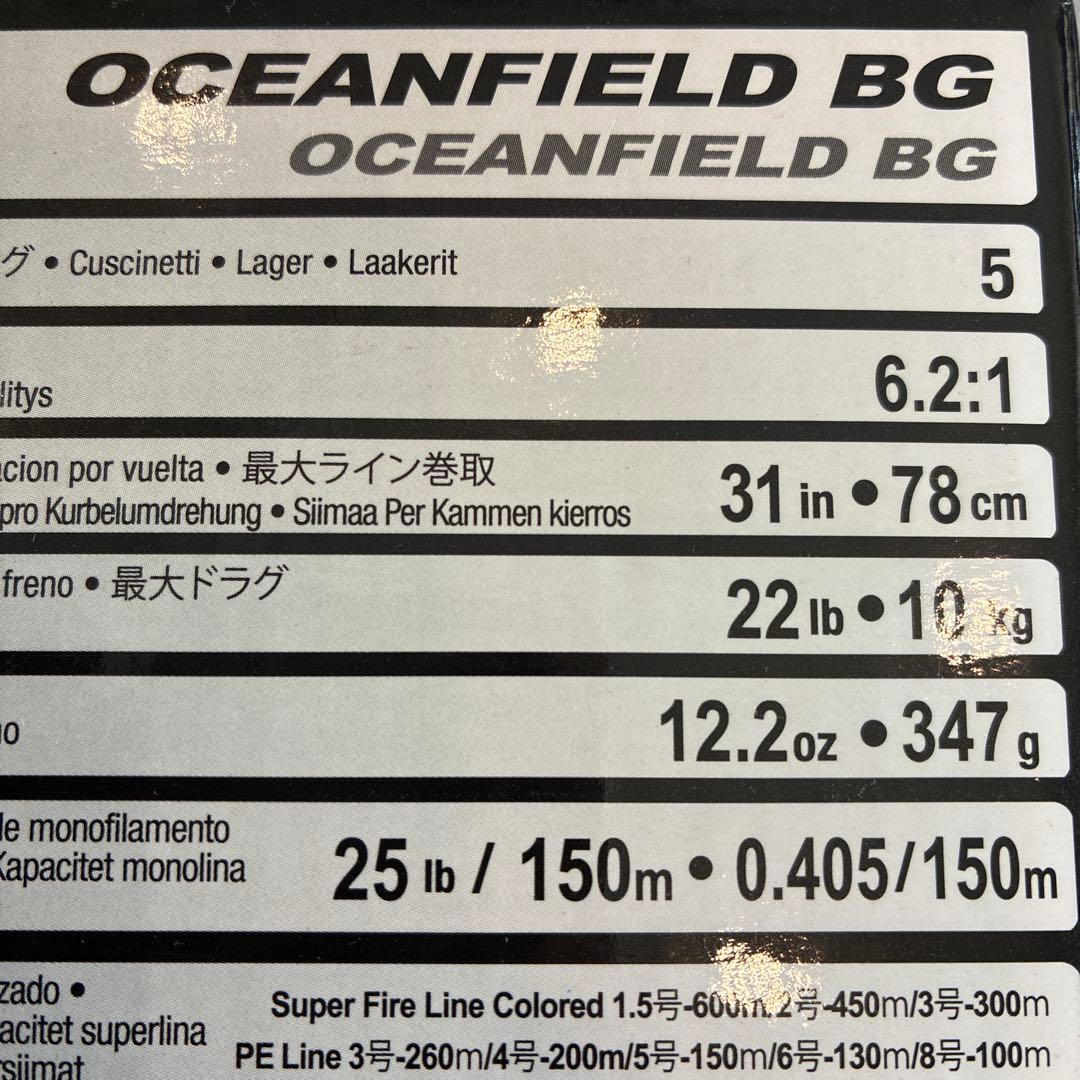 OCEANFIELD BG
OCEANFIELD BG
グ • Cuscinetti • Lager • Laakerit
5
litys
6.2:1
acion por vuelta • 最大ライン巻取
pro Kurbelumdrehung • Siimaa Per Kammen kierros
31 in • 78 cm
freno • 最大ドラグ
22 lb • 10 kg
no
12.2 oz • 347 g
le monofilamento
Kapacitet monolina
25 lb / 150m • 0.405/150m
zado •
acitet superlina
rsiimat
Super Fire Line Colored 1.5号-600m/2号-450m/3号-300m
PE Line 3号-260m/4号-200m/5号-150m/6号-130m/8号-100m